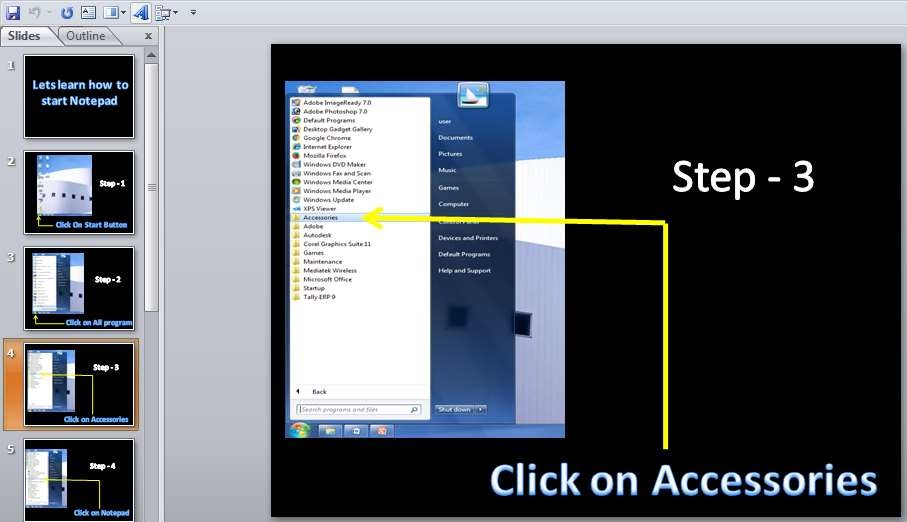 Slides
Outline
x
1
Lets learn how to
start Notepad
2
Step - 1
Click On Start Button
3
Step - 2
Click on All program
4
Step - 3
Click on Accessories
5
Step - 4
Click on Notepad
Adobe ImageReady 7.0
Adobe Photoshop 7.0
Default Programs
Desktop Gadget Gallery
Google Chrome
Internet Explorer
Mozilla Firefox
Windows DVD Maker
Windows Fax and Scan
Windows Media Center
Windows Media Player
Windows Update
XPS Viewer
Accessories
Adobe
Autodesk
Corel Graphics Suite 11
Games
Maintenance
Mediatek Wireless
Microsoft Office
Startup
Tally.ERP 9
Back
Search programs and files
user
Documents
Pictures
Music
Games
Computer
Devices and Printers
Default Programs
Help and Support
Shut down
Step - 3
Click on Accessories